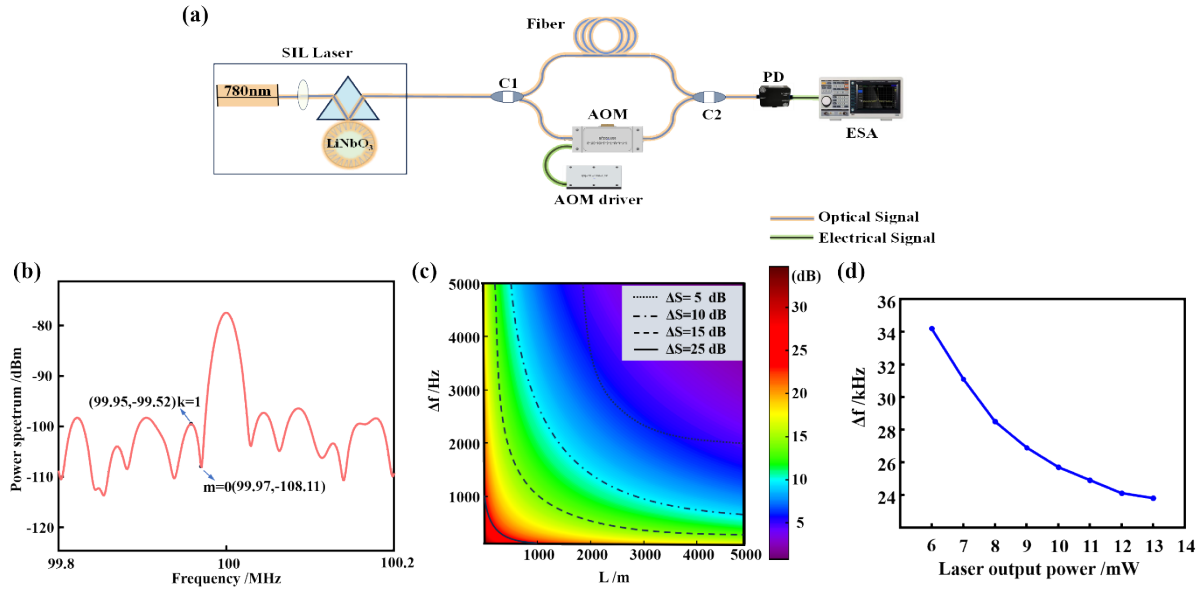 (a)
Fiber
SIL Laser
780nm
LiNbO3
C1
AOM
AOM driver
C2
PD
ESA
Optical Signal
Electrical Signal
(b)
Power spectrum /dBm
-80
-90
-100
-110
-120
(99.95,-99.52)k=1
m=0(99.97,-108.11)
99.8
100
100.2
Frequency /MHz
(c)
Δf /Hz
5000
4000
3000
2000
1000
1000
2000
3000
4000
5000
L /m
ΔS= 5 dB
ΔS=10 dB
ΔS=15 dB
ΔS=25 dB
(dB)
30
25
20
15
10
5
(d)
Δf /kHz
36
34
32
30
28
26
24
6
7
8
9
10
11
12
13
14
Laser output power /mW